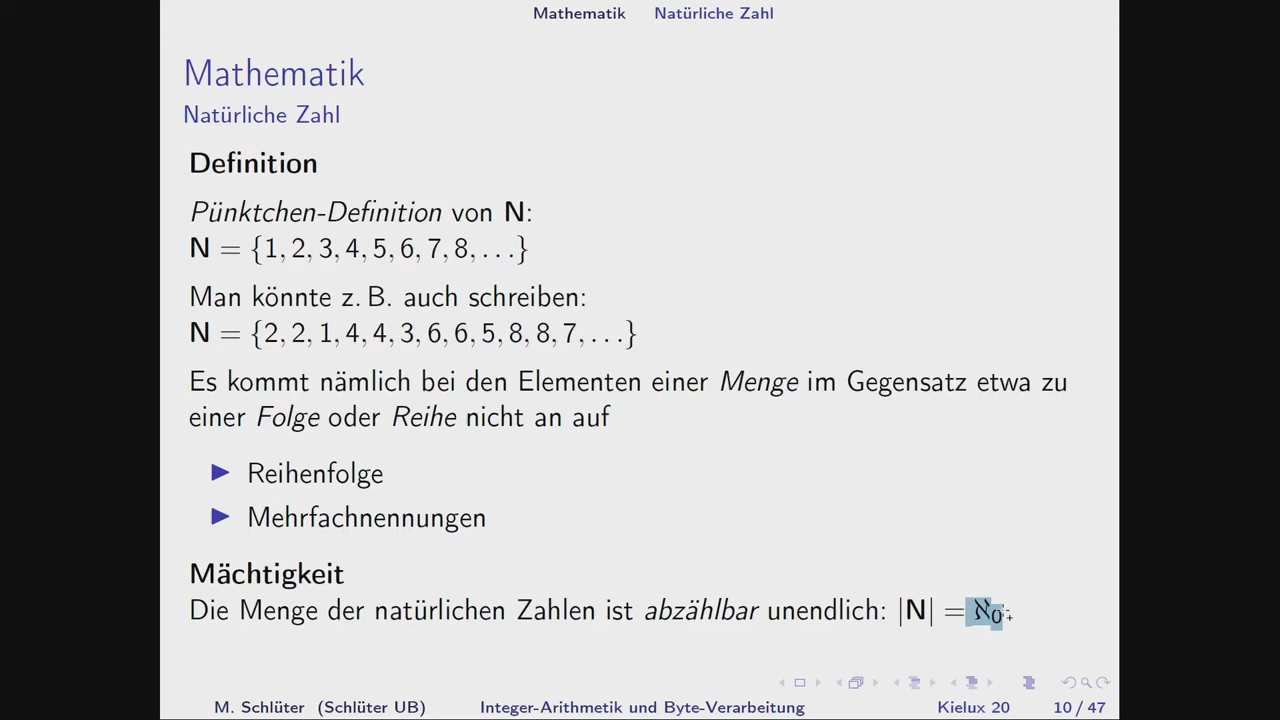 Mathematik Natürliche Zahl
Mathematik
Natürliche Zahl
Definition
Pünktchen-Definition von N:
N = {1, 2, 3, 4, 5, 6, 7, 8, . . .}
Man könnte z. B. auch schreiben:
N = {2, 2, 1, 4, 4, 3, 6, 6, 5, 8, 8, 7, . . .}
Es kommt nämlich bei den Elementen einer Menge im Gegensatz etwa zu
einer Folge oder Reihe nicht an auf
Reihenfolge
Mehrfachnennungen
Mächtigkeit
Die Menge der natürlichen Zahlen ist abzählbar unendlich: |N| = ℵ₀.
M. Schlüter (Schlüter UB) Integer-Arithmetik und Byte-Verarbeitung Kielux 20 10 / 47